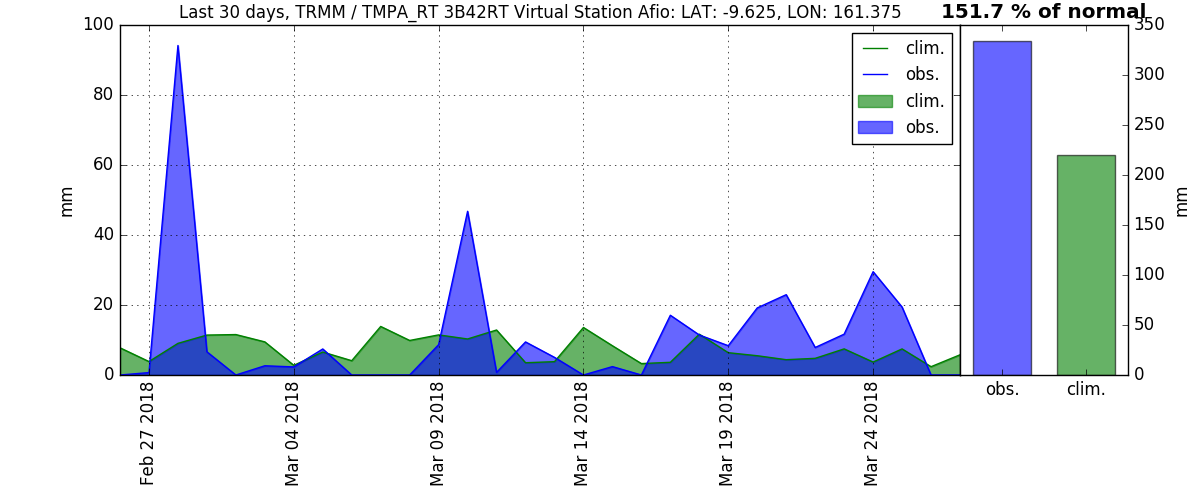 Last 30 days, TRMM / TMPA_RT 3B42RT Virtual Station Afio: LAT: -9.625, LON: 161.375
151.7 % of normal
100
80
60
40
20
0
mm
clim.
obs.
clim.
obs.
Feb 27 2018
Mar 04 2018
Mar 09 2018
Mar 14 2018
Mar 19 2018
Mar 24 2018
350
300
250
200
150
100
50
0
mm
obs.
clim.